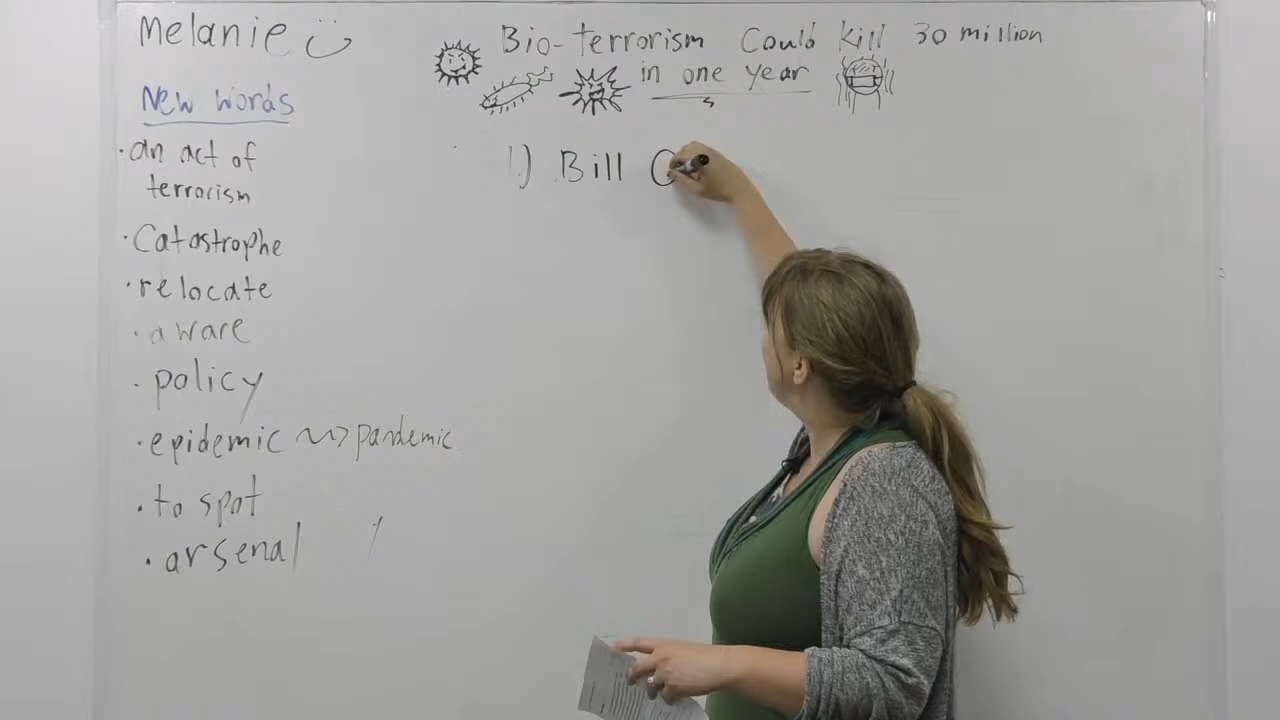 Melanie
New Words
• an act of
terrorism
• Catastrophe
• relocate
• aware
• policy
• epidemic ~> pandemic
• to spot
• arsenal
Bio-terrorism Could kill 30 million
in one year
1.) Bill